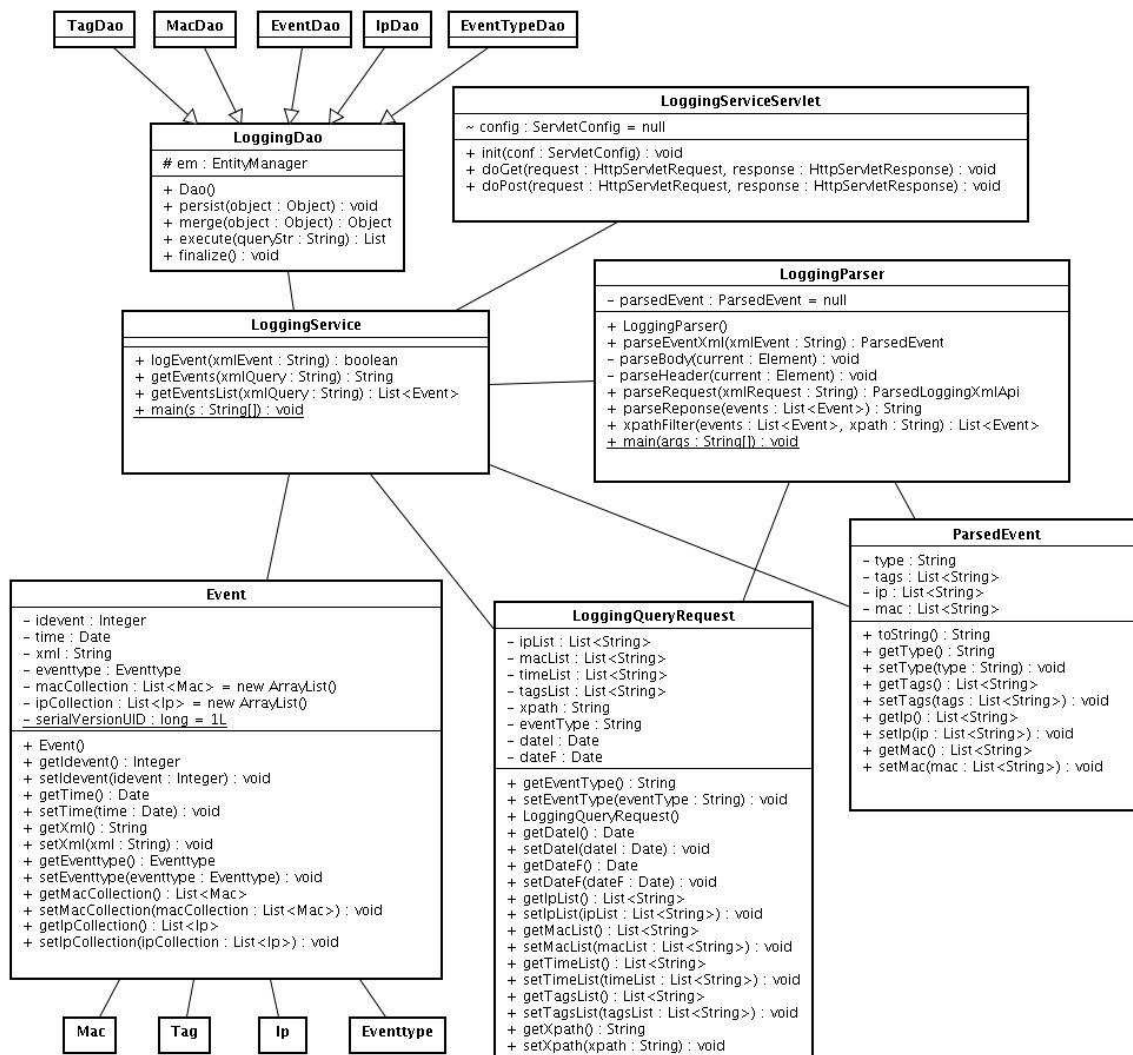 TagDao
MacDao
EventDao
IpDao
EventTypeDao
LoggingServiceServlet
~ config : ServletConfig = null
+ init(conf : ServletConfig) : void
+ doGet(request : HttpServletRequest, response : HttpServletResponse) : void
+ doPost(request : HttpServletRequest, response : HttpServletResponse) : void
LoggingDao
# em : EntityManager
+ Dao()
+ persist(object : Object) : void
+ merge(object : Object) : Object
+ execute(queryStr : String) : List
+ finalize() : void
LoggingParser
- parsedEvent : ParsedEvent = null
+ LoggingParser()
+ parseEventXml(xmlEvent : String) : ParsedEvent
- parseBody(current : Element) : void
- parseHeader(current : Element) : void
+ parseRequest(xmlRequest : String) : ParsedLoggingXmlApi
+ parseReponse(events : List<Event>) : String
+ xpathFilter(events : List<Event>, xpath : String) : List<Event>
+ main(args : String[]) : void
LoggingService
+ logEvent(xmlEvent : String) : boolean
+ getEvents(xmlQuery : String) : String
+ getEventsList(xmlQuery : String) : List<Event>
+ main(s : String[]) : void
ParsedEvent
- type : String
- tags : List<String>
- ip : List<String>
- mac : List<String>
+ toString() : String
+ getType() : String
+ setType(type : String) : void
+ getTags() : List<String>
+ setTags(tags : List<String>) : void
+ getIp() : List<String>
+ setIp(ip : List<String>) : void
+ getMac() : List<String>
+ setMac(mac : List<String>) : void
Event
- idevent : Integer
- time : Date
- xml : String
- eventtype : Eventtype
- macCollection : List<Mac> = new ArrayList()
- ipCollection : List<Ip> = new ArrayList()
- serialVersionUID : long = 1L
+ Event()
+ getIdevent() : Integer
+ setIdevent(idevent : Integer) : void
+ getTime() : Date
+ setTime(time : Date) : void
+ getXml() : String
+ setXml(xml : String) : void
+ getEventtype() : Eventtype
+ setEventtype(eventtype : Eventtype) : void
+ getMacCollection() : List<Mac>
+ setMacCollection(macCollection : List<Mac>) : void
+ getIpCollection() : List<Ip>
+ setIpCollection(ipCollection : List<Ip>) : void
LoggingQueryRequest
- ipList : List<String>
- macList : List<String>
- timeList : List<String>
- tagsList : List<String>
- xpath : String
- eventType : String
- dateI : Date
- dateF : Date
+ getEventType() : String
+ setEventType(eventType : String) : void
+ LoggingQueryRequest()
+ getDateI() : Date
+ setDateI(dateI : Date) : void
+ getDateF() : Date
+ setDateF(dateF : Date) : void
+ getIpList() : List<String>
+ setIpList(ipList : List<String>) : void
+ getMacList() : List<String>
+ setMacList(macList : List<String>) : void
+ getTimeList() : List<String>
+ setTimeList(timeList : List<String>) : void
+ getTagsList() : List<String>
+ setTagsList(tagsList : List<String>) : void
+ getXpath() : String
+ setXpath(xpath : String) : void
Mac
Tag
Ip
Eventtype